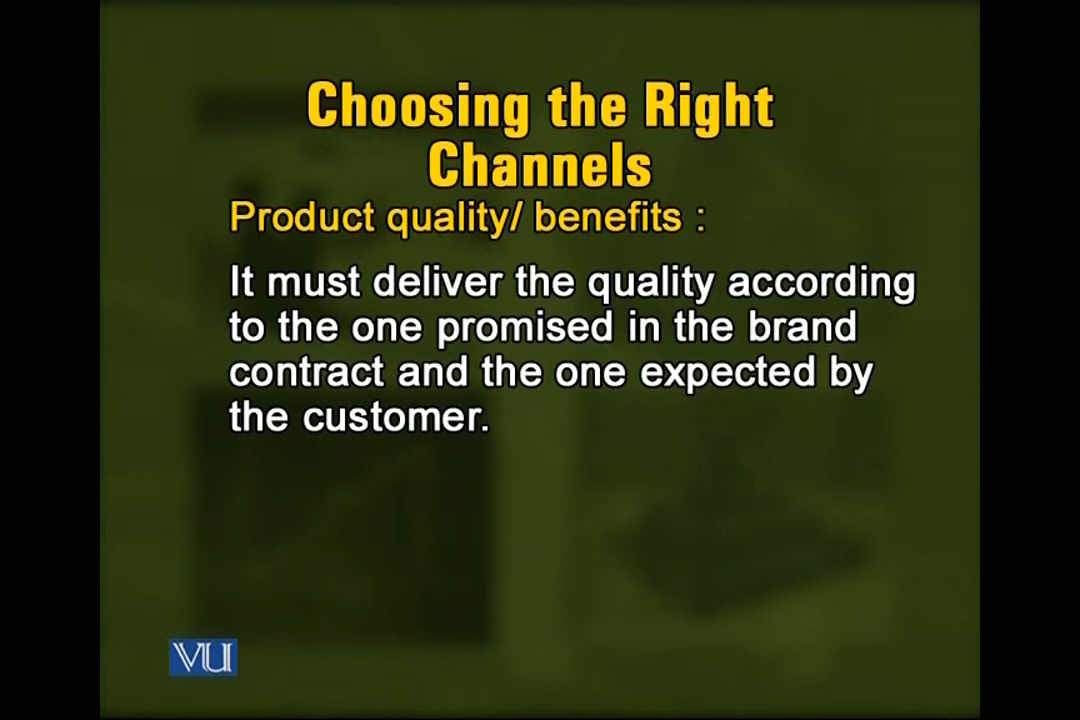 Choosing the Right
Channels
Product quality/ benefits :
It must deliver the quality according
to the one promised in the brand
contract and the one expected by
the customer.
VU